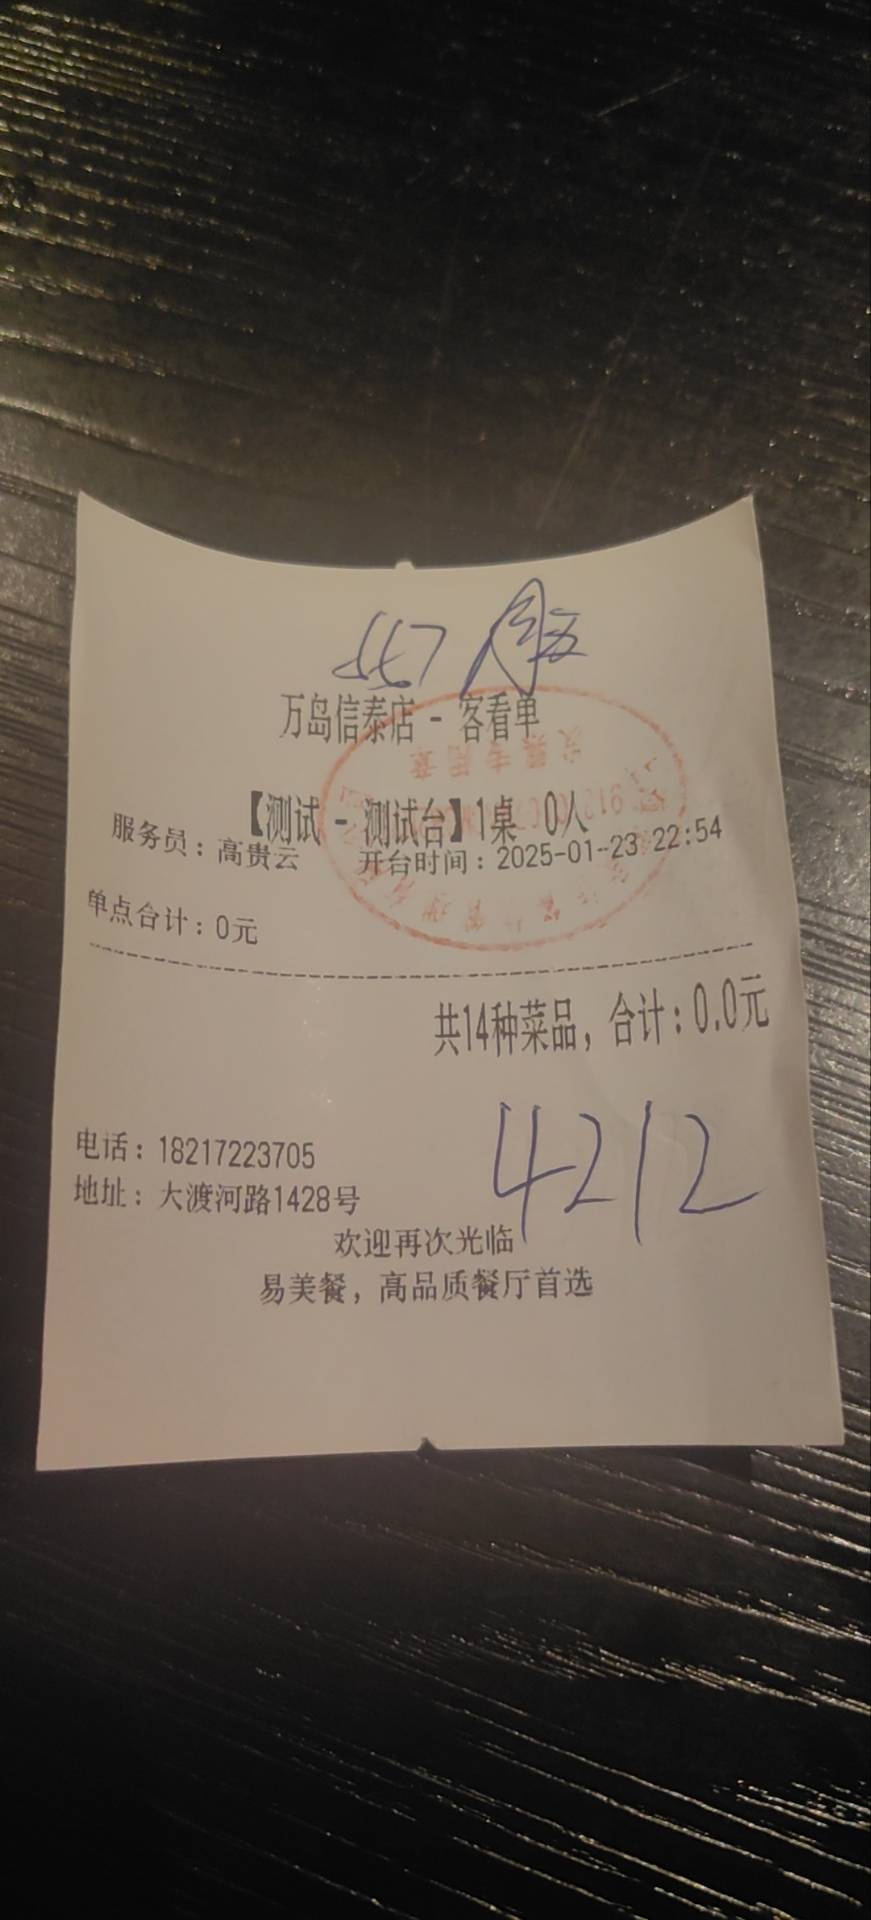 万岛信泰店 - 客看单
【测试 - 测试台】1桌 0人
服务员：高贵云 开台时间：2025-01-23 22:54
单点合计：0元
共14种菜品，合计：0.0元
4212
电话：18217223705
地址：大渡河路1428号
欢迎再次光临
易美餐，高品质餐厅首选